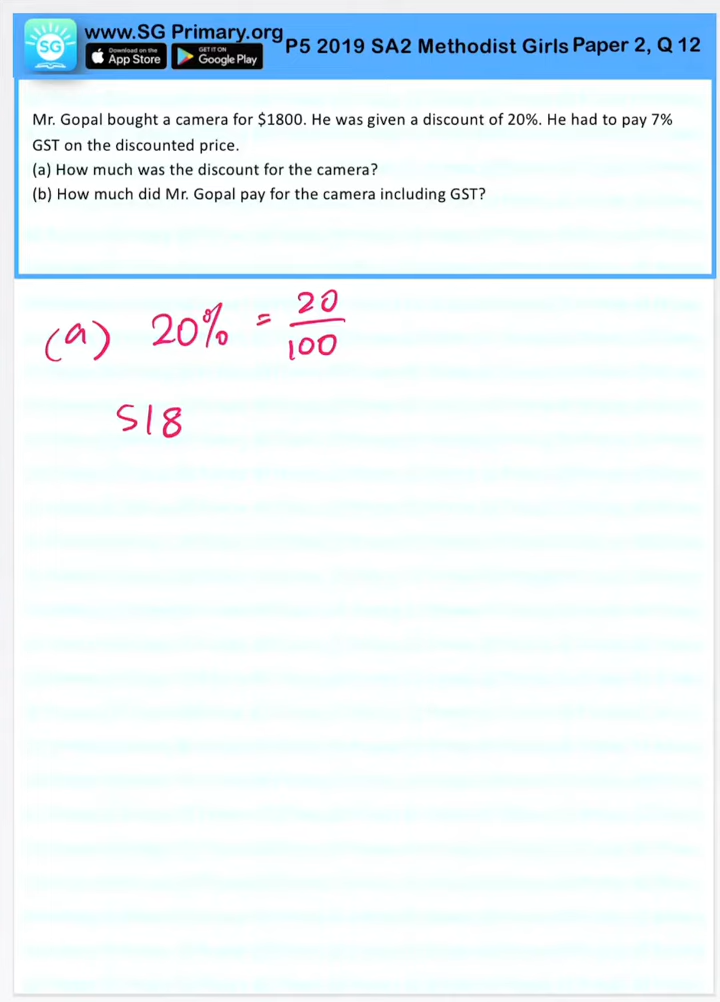 www.SG Primary.org
SG
Download on the
App Store
GET IT ON
Google Play
P5 2019 SA2 Methodist Girls Paper 2, Q 12
Mr. Gopal bought a camera for $1800. He was given a discount of 20%. He had to pay 7%
GST on the discounted price.
(a) How much was the discount for the camera?
(b) How much did Mr. Gopal pay for the camera including GST?
(a) 20% = 20/100
S18